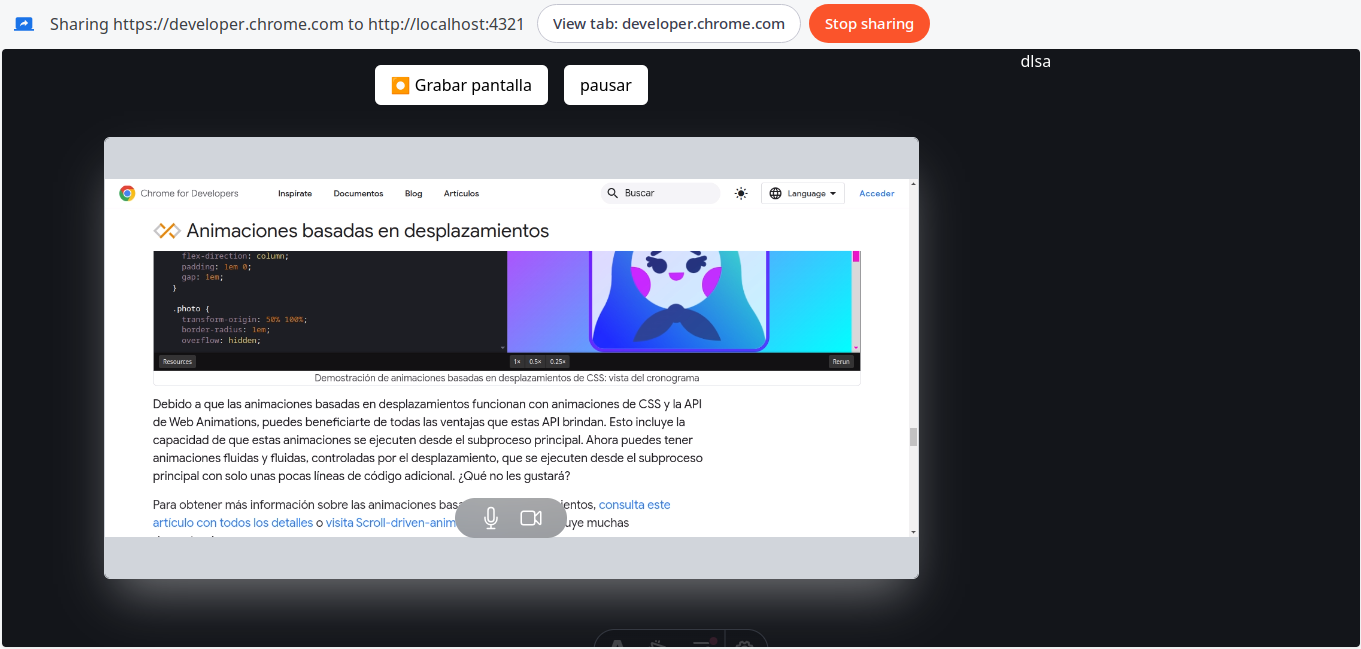 Sharing https://developer.chrome.com to http://localhost:4321
View tab: developer.chrome.com
Stop sharing
Grabar pantalla
pausar
dlsa
Chrome for Developers
Inspírate
Documentos
Blog
Artículos
Buscar
Language
Acceder
Animaciones basadas en desplazamientos
flex-direction: column;
padding: 1em 0;
gap: 1em;
}
.photo {
transform-origin: 50% 100%;
border-radius: 1em;
overflow: hidden;
Resources
1×
0.5×
0.25×
Rerun
Demostración de animaciones basadas en desplazamientos de CSS: vista del cronograma
Debido a que las animaciones basadas en desplazamientos funcionan con animaciones de CSS y la API
de Web Animations, puedes beneficiarte de todas las ventajas que estas API brindan. Esto incluye la
capacidad de que estas animaciones se ejecuten desde el subproceso principal. Ahora puedes tener
animaciones fluidas y fluidas, controladas por el desplazamiento, que se ejecuten desde el subproceso
principal con solo unas pocas líneas de código adicional. ¿Qué no les gustará?
Para obtener más información sobre las animaciones basa ientos, consulta este
artículo con todos los detalles o visita Scroll-driven-anim uye muchas